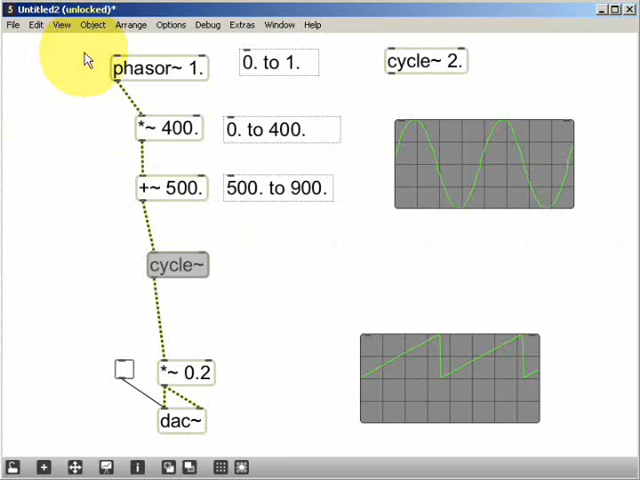 5 Untitled2 (unlocked)*
File Edit View Object Arrange Options Debug Extras Window Help
phasor~ 1.
0. to 1.
cycle~ 2.
*~ 400.
0. to 400.
+~ 500.
500. to 900.
cycle~
*~ 0.2
dac~